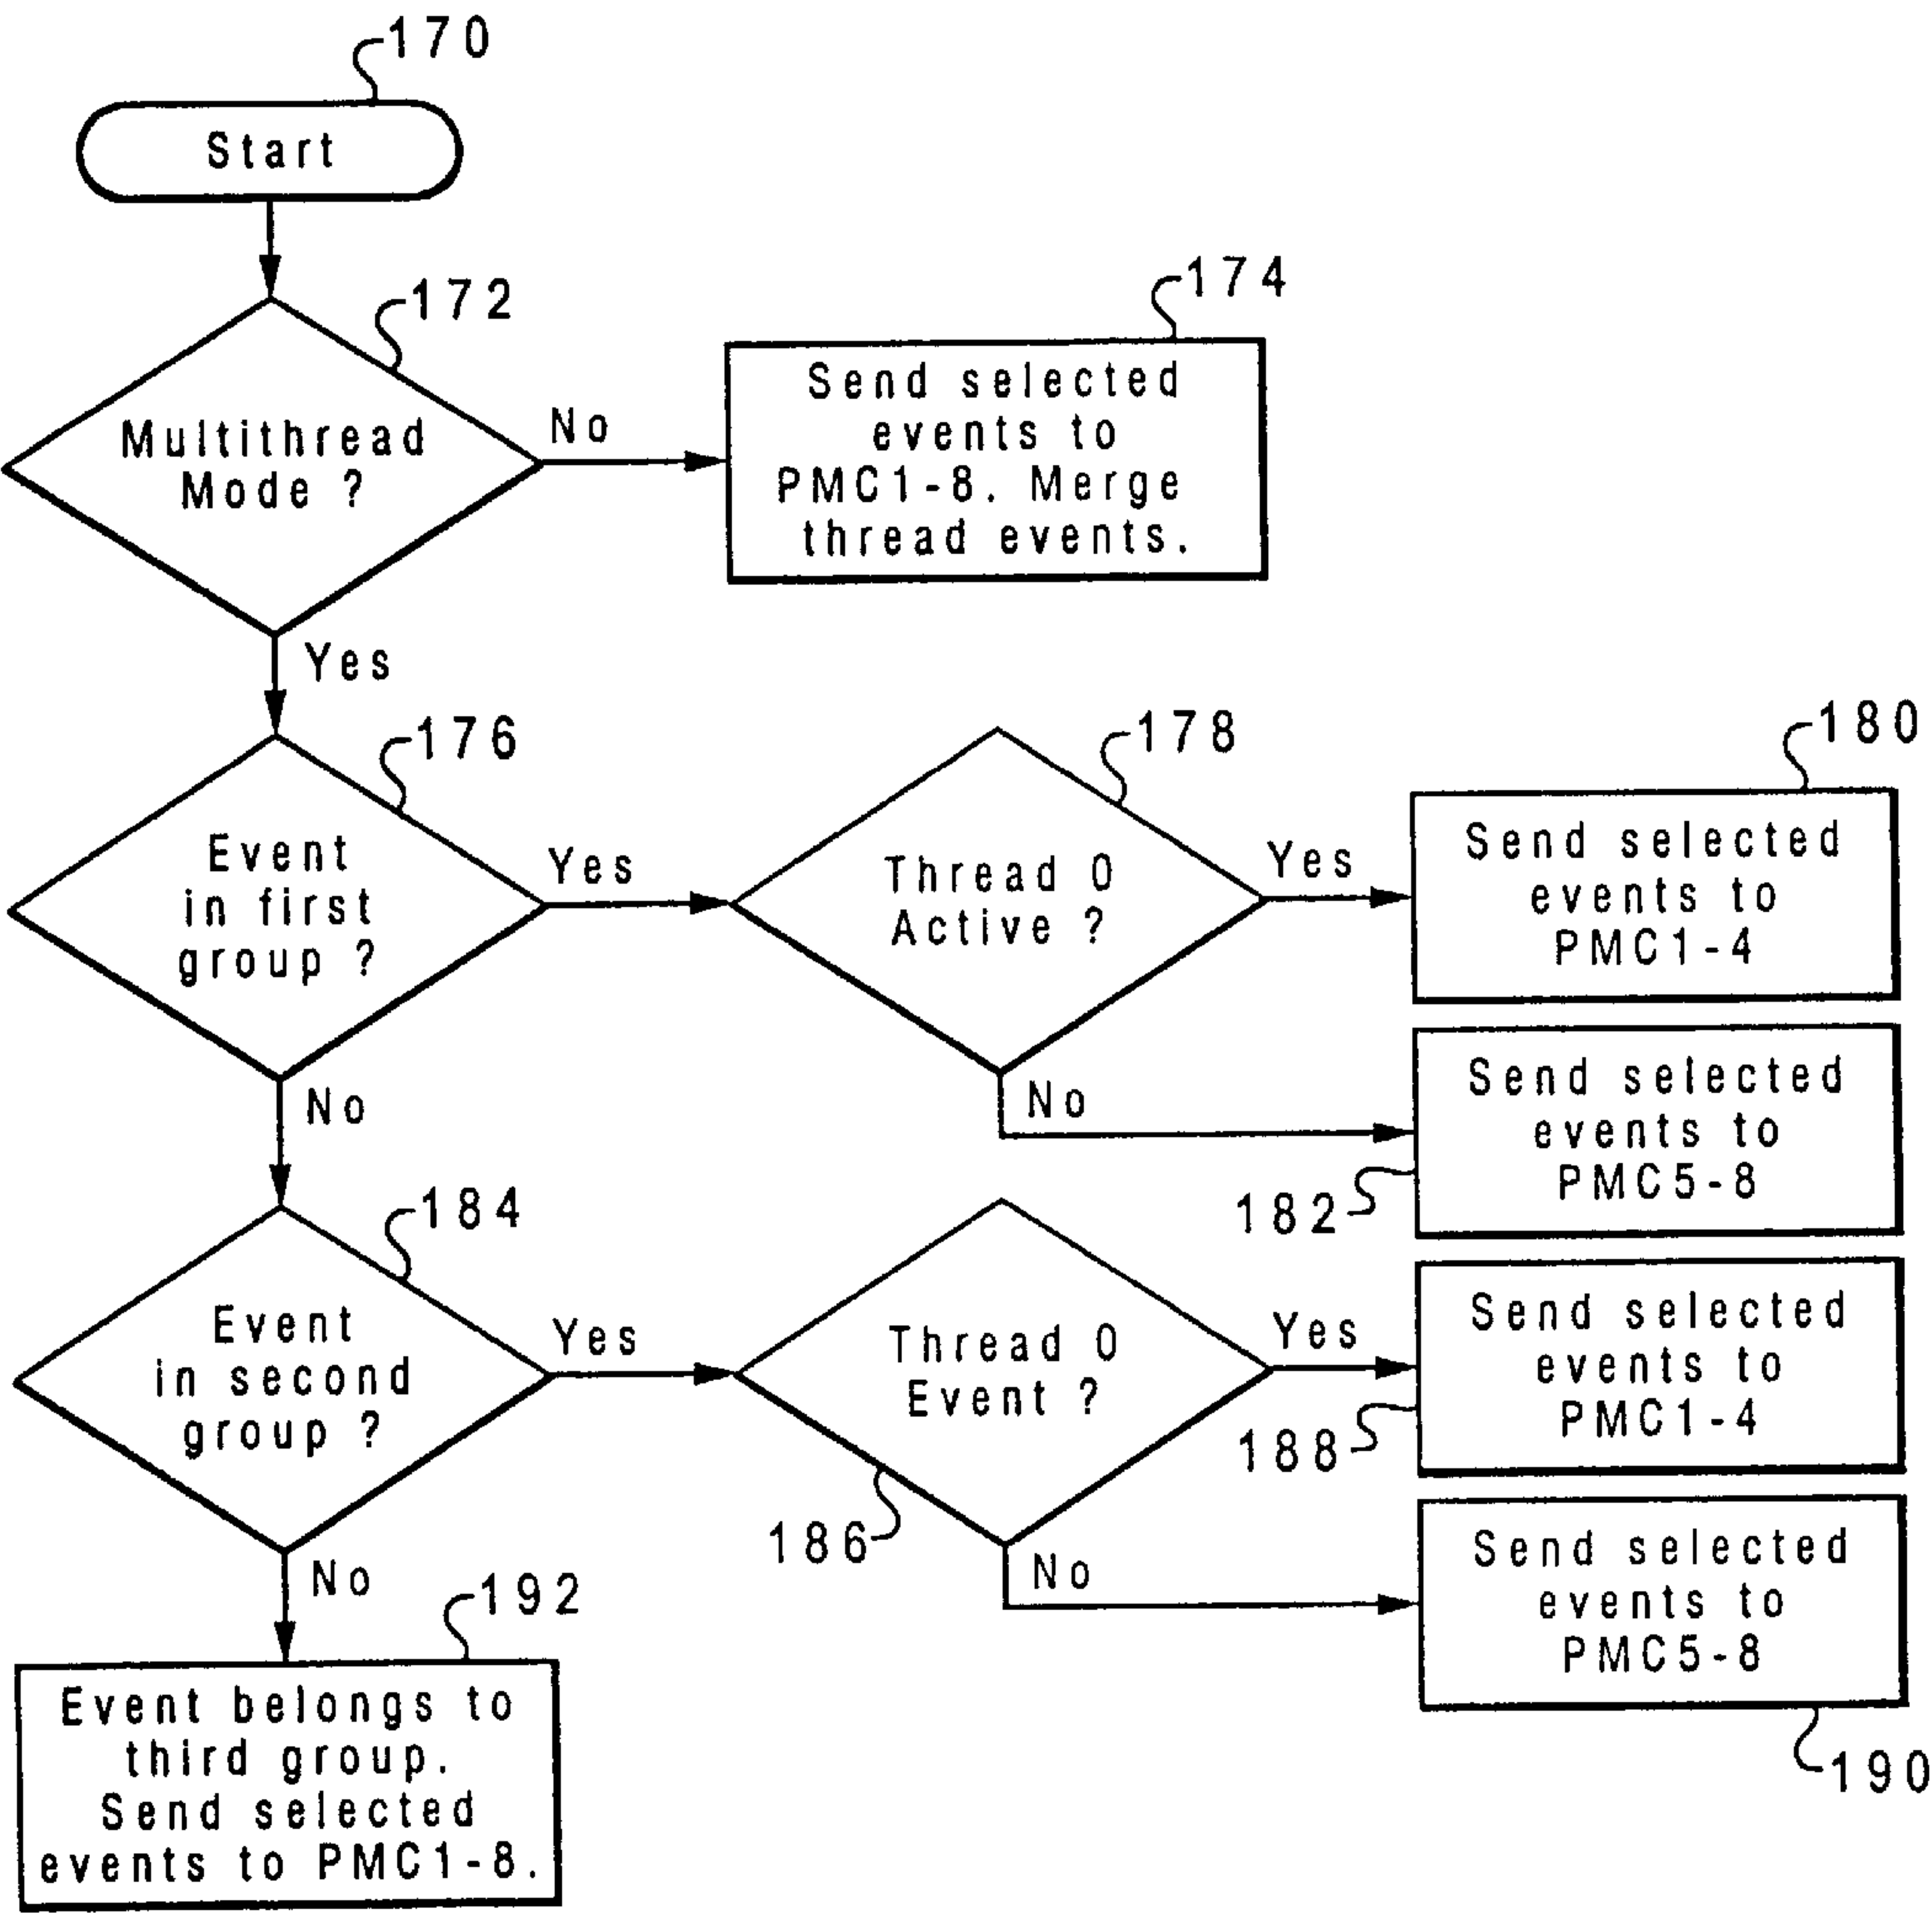 170
Start
172
Multithread
Mode ?
No
174
Send selected
events to
PMC1-8. Merge
thread events.
Yes
176
Event
in first
group ?
Yes
178
Thread 0
Active ?
Yes
180
Send selected
events to
PMC1-4
No
182
Send selected
events to
PMC5-8
No
184
Event
in second
group ?
Yes
186
Thread 0
Event ?
Yes
188
Send selected
events to
PMC1-4
No
190
Send selected
events to
PMC5-8
No
192
Event belongs to
third group.
Send selected
events to PMC1-8.